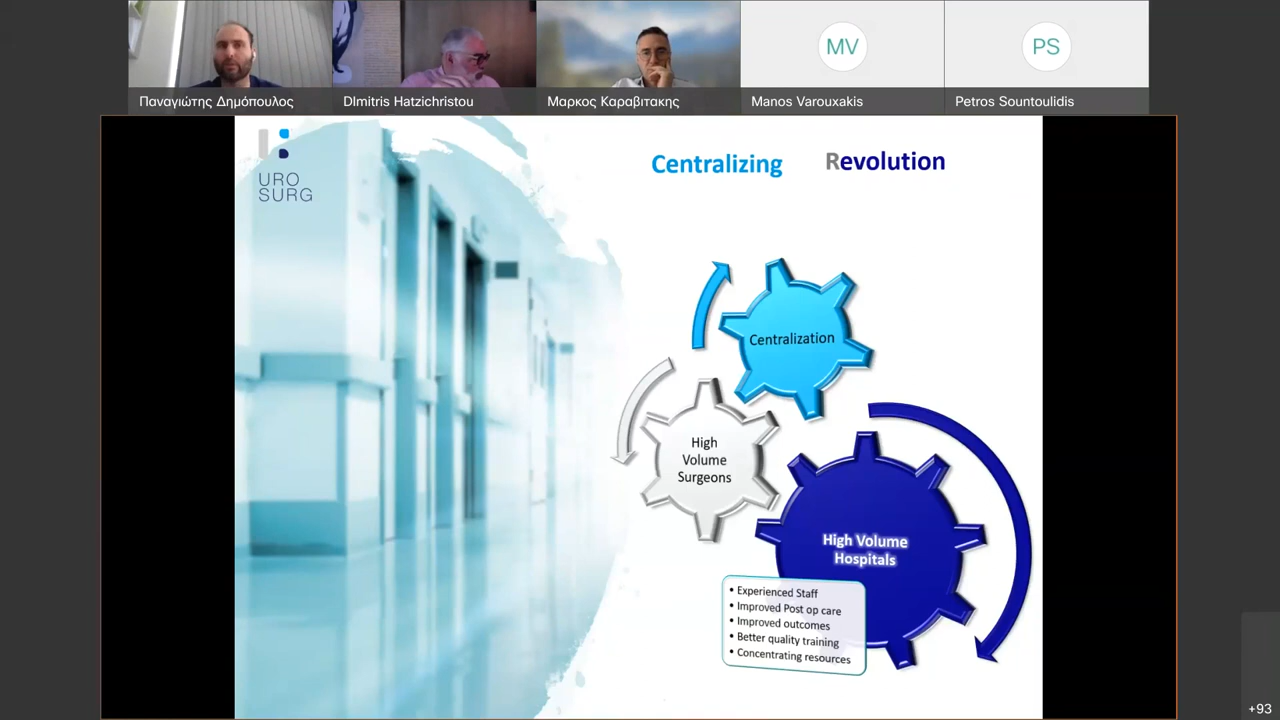 MV
PS
Παναγιώτης Δημόπουλος
DImitris Hatzichristou
Μαρκος Καραβιτακης
Manos Varouxakis
Petros Sountoulidis
URO
SURG
Centralizing Revolution
Centralization
High
Volume
Surgeons
High Volume
Hospitals
• Experienced Staff
• Improved Post op care
• Improved outcomes
• Better quality training
• Concentrating resources
+93